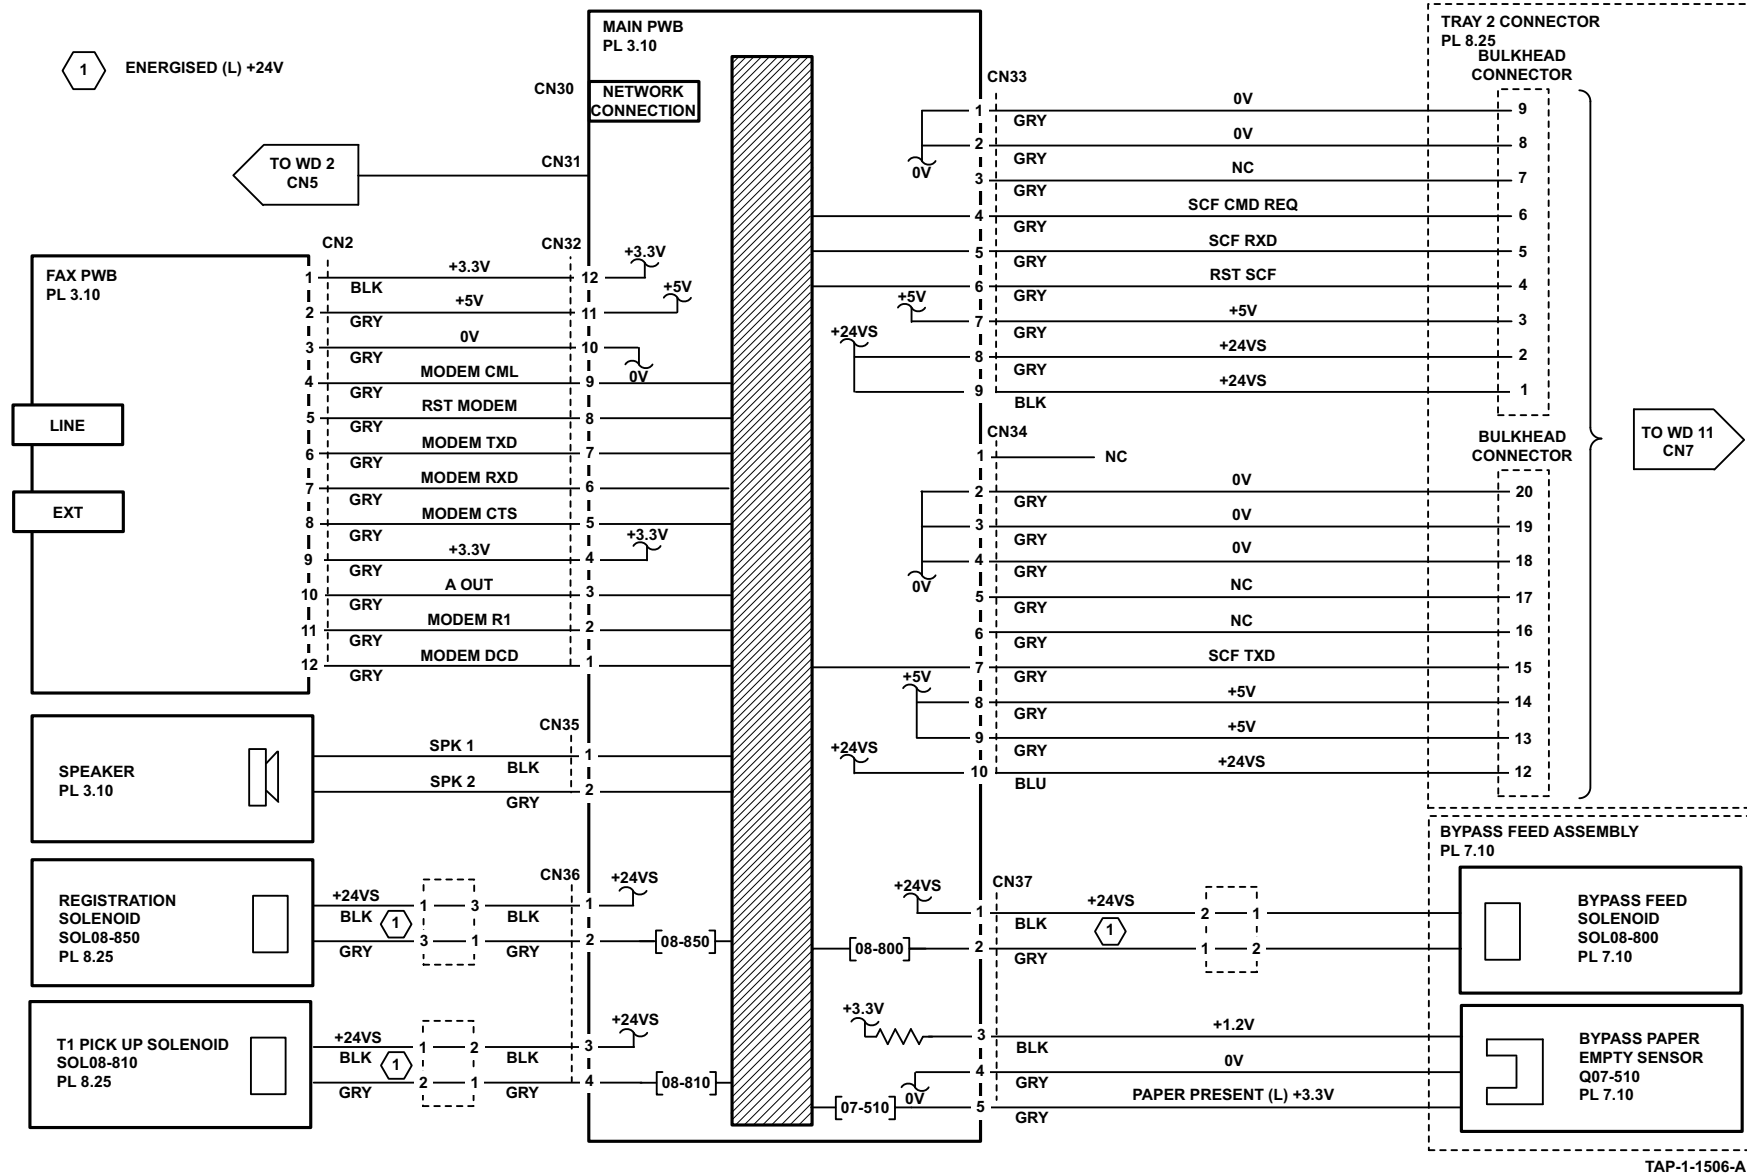 1 ENERGISED (L) +24V
MAIN PWB
PL 3.10
CN30
NETWORK
CONNECTION
TO WD 2
CN5
CN31
FAX PWB
PL 3.10
LINE
EXT
CN2
CN32
1 +3.3V 12 +3.3V
BLK
2 +5V 11 +5V
GRY
3 0V 10 0V
GRY
4 MODEM CML 9
GRY
5 RST MODEM 8
GRY
6 MODEM TXD 7
GRY
7 MODEM RXD 6
GRY
8 MODEM CTS 5
GRY
9 +3.3V 4 +3.3V
GRY
10 A OUT 3
GRY
11 MODEM R1 2
GRY
12 MODEM DCD 1
GRY
SPEAKER
PL 3.10
CN35
SPK 1 1
BLK
SPK 2 2
GRY
REGISTRATION
SOLENOID
SOL08-850
PL 8.25
CN36
+24VS 1 3 1 +24VS
BLK 1 BLK
3 1 2 08-850
GRY GRY
T1 PICK UP SOLENOID
SOL08-810
PL 8.25
+24VS 1 2 3 +24VS
BLK 1 BLK
2 1 4 08-810
GRY GRY
TRAY 2 CONNECTOR
PL 8.25
BULKHEAD
CONNECTOR
CN33
1 0V 9
GRY
2 0V 8
0V GRY
3 NC 7
GRY
4 SCF CMD REQ 6
GRY
5 SCF RXD 5
GRY
6 RST SCF 4
GRY
+5V 7 +5V 3
GRY
+24VS 8 +24VS 2
GRY
9 +24VS 1
BLK
TO WD 11
CN7
CN34
BULKHEAD
CONNECTOR
1 NC
2 0V 20
GRY
3 0V 19
GRY
4 0V 18
0V GRY
5 NC 17
GRY
6 NC 16
GRY
7 SCF TXD 15
GRY
+5V 8 +5V 14
GRY
9 +5V 13
GRY
+24VS 10 +24VS 12
BLU
BYPASS FEED ASSEMBLY
PL 7.10
CN37
+24VS 1 +24VS 2 1
BLK 1
08-800 2 1 2
GRY
BYPASS FEED
SOLENOID
SOL08-800
PL 7.10
+3.3V 3 +1.2V
BLK
0V 4 0V
GRY
07-510 5 PAPER PRESENT (L) +3.3V
GRY
BYPASS PAPER
EMPTY SENSOR
Q07-510
PL 7.10
TAP-1-1506-A